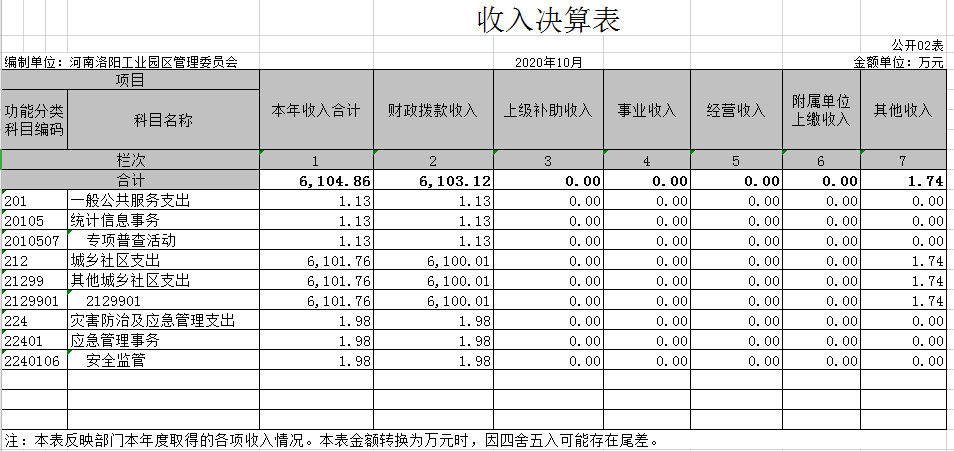 收入决算表
公开02表
编制单位：河南洛阳工业园区管理委员会 2020年10月 金额单位：万元
项目
功能分类科目编码 科目名称 本年收入合计 财政拨款收入 上级补助收入 事业收入 经营收入 附属单位上缴收入 其他收入
栏次 1 2 3 4 5 6 7
合计 6,104.86 6,103.12 0.00 0.00 0.00 0.00 1.74
201 一般公共服务支出 1.13 1.13 0.00 0.00 0.00 0.00 0.00
20105 统计信息事务 1.13 1.13 0.00 0.00 0.00 0.00 0.00
2010507 专项普查活动 1.13 1.13 0.00 0.00 0.00 0.00 0.00
212 城乡社区支出 6,101.76 6,100.01 0.00 0.00 0.00 0.00 1.74
21299 其他城乡社区支出 6,101.76 6,100.01 0.00 0.00 0.00 0.00 1.74
2129901 2129901 6,101.76 6,100.01 0.00 0.00 0.00 0.00 1.74
224 灾害防治及应急管理支出 1.98 1.98 0.00 0.00 0.00 0.00 0.00
22401 应急管理事务 1.98 1.98 0.00 0.00 0.00 0.00 0.00
2240106 安全监管 1.98 1.98 0.00 0.00 0.00 0.00 0.00
注：本表反映部门本年度取得的各项收入情况。本表金额转换为万元时，因四舍五入可能存在尾差。